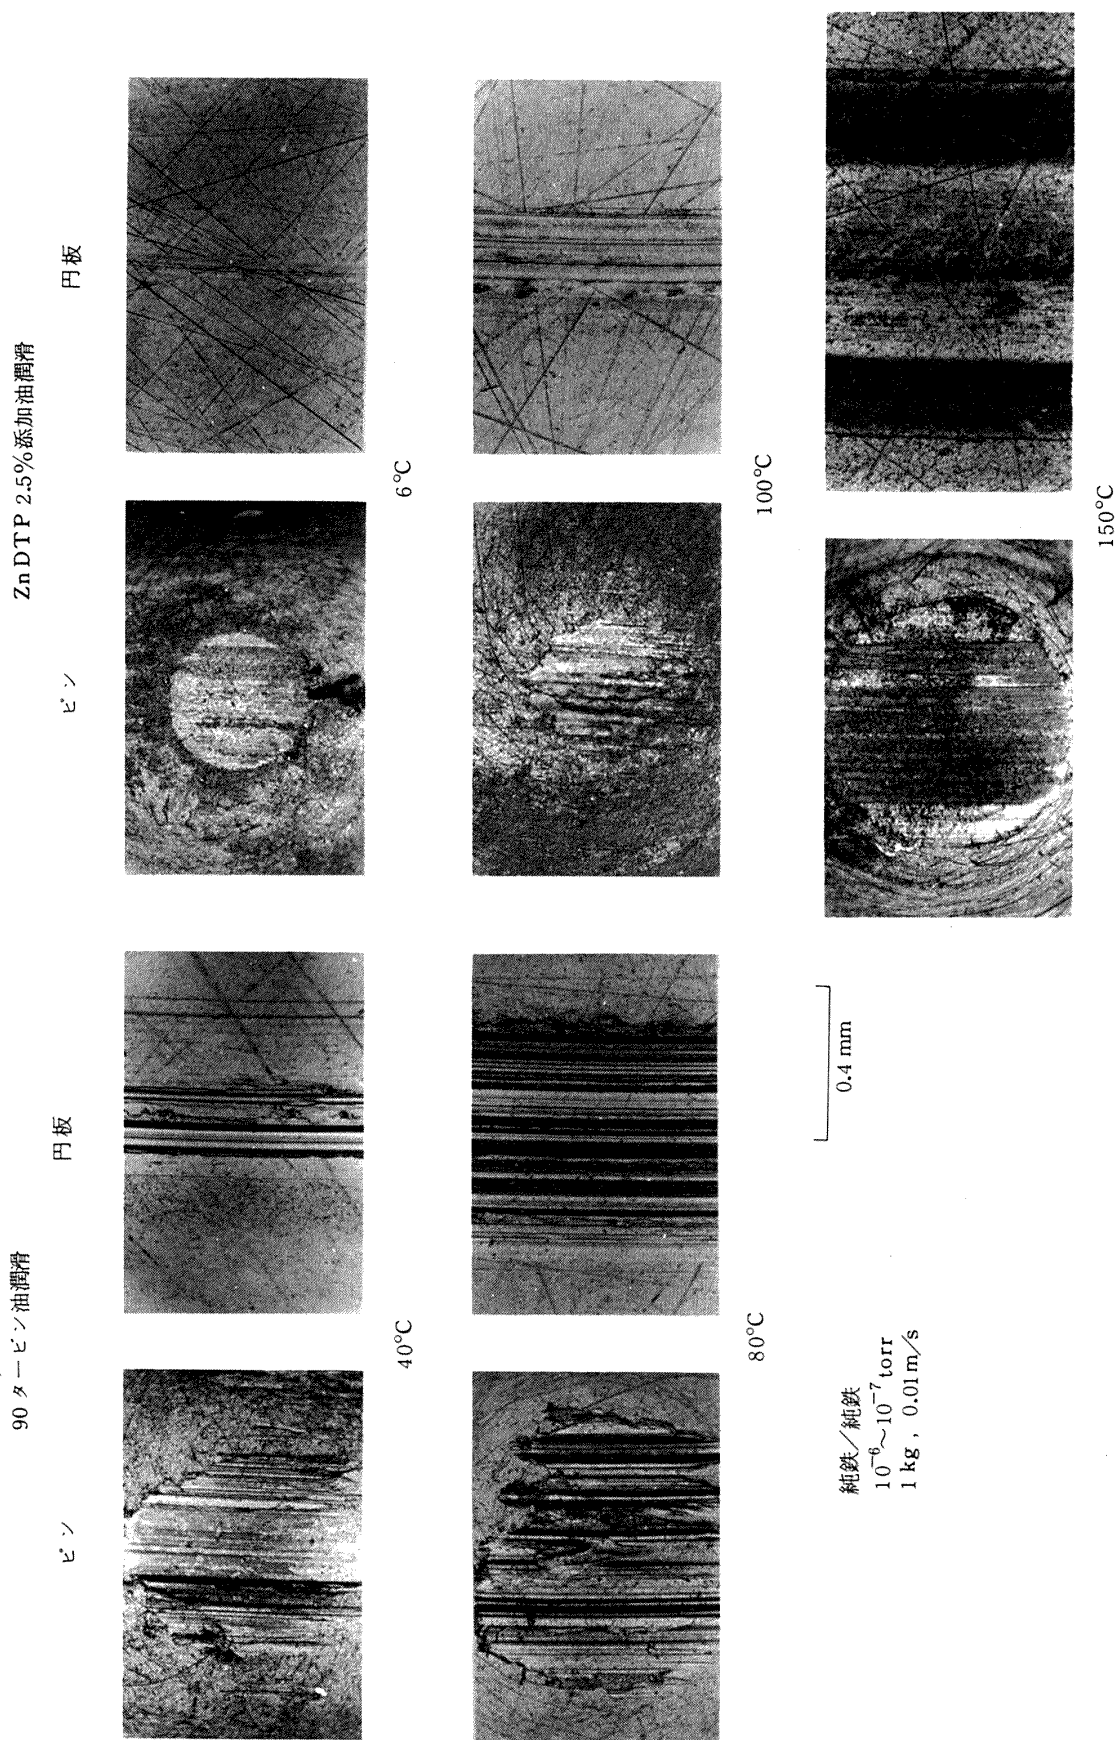 90 タービン油潤滑
ZnDTP 2.5%添加油潤滑
ピン
円板
ピン
円板
40℃
6℃
80℃
100℃
150℃
0.4 mm
純鉄/純鉄
10⁻⁶～10⁻⁷ torr
1 kg , 0.01m/s